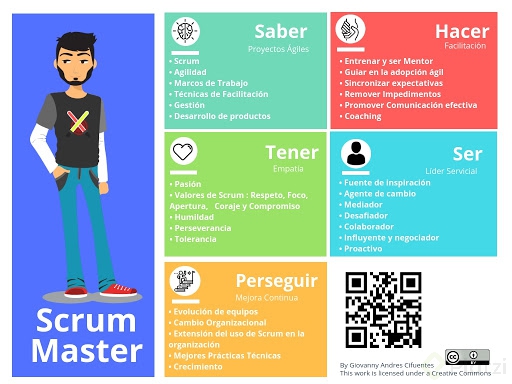 Saber
Proyectos Ágiles
• Scrum
• Agilidad
• Marcos de Trabajo
• Técnicas de Facilitación
• Gestión
• Desarrollo de productos
Hacer
Facilitación
• Entrenar y ser Mentor
• Guiar en la adopción ágil
• Sincronizar expectativas
• Remover Impedimentos
• Promover Comunicación efectiva
• Coaching
Tener
Empatía
• Pasión
• Valores de Scrum : Respeto, Foco,
Apertura, Coraje y Compromiso
• Humildad
• Perseverancia
• Tolerancia
Ser
Líder Servicial
• Fuente de inspiración
• Agente de cambio
• Mediador
• Desafiador
• Colaborador
• Influyente y negociador
• Proactivo
Perseguir
Mejora Continua
• Evolución de equipos
• Cambio Organizacional
• Extensión del uso de Scrum en la
organización
• Mejores Prácticas Técnicas
• Crecimiento
Scrum
Master
By Giovanny Andres Cifuentes
This work is licensed under a Creative Commons